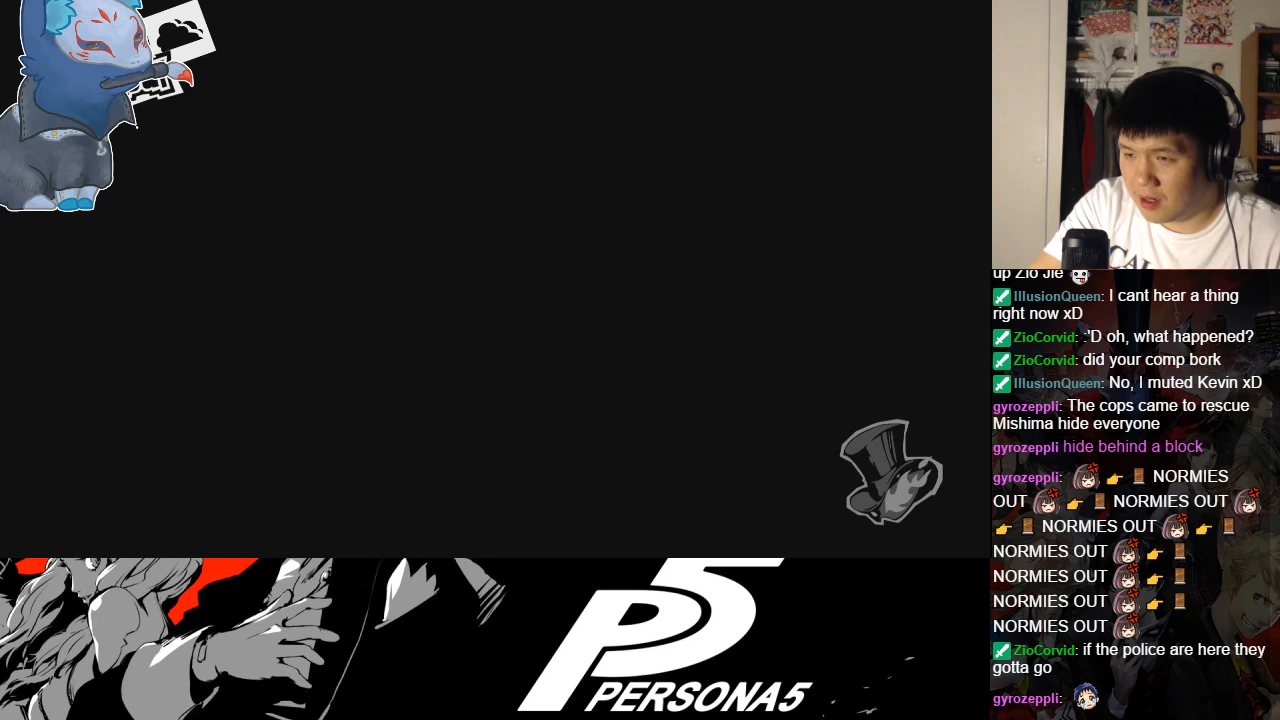 up Zio Jie
IllusionQueen: I cant hear a thing
right now xD
ZioCorvid: :'D oh, what happened?
ZioCorvid: did your comp bork
IllusionQueen: No, I muted Kevin xD
gyrozeppli: The cops came to rescue
Mishima hide everyone
gyrozeppli hide behind a block
gyrozeppli: NORMIES
OUT NORMIES OUT
NORMIES OUT
NORMIES OUT
NORMIES OUT
NORMIES OUT
NORMIES OUT
ZioCorvid: if the police are here they
gotta go
gyrozeppli:
P5
PERSONA5